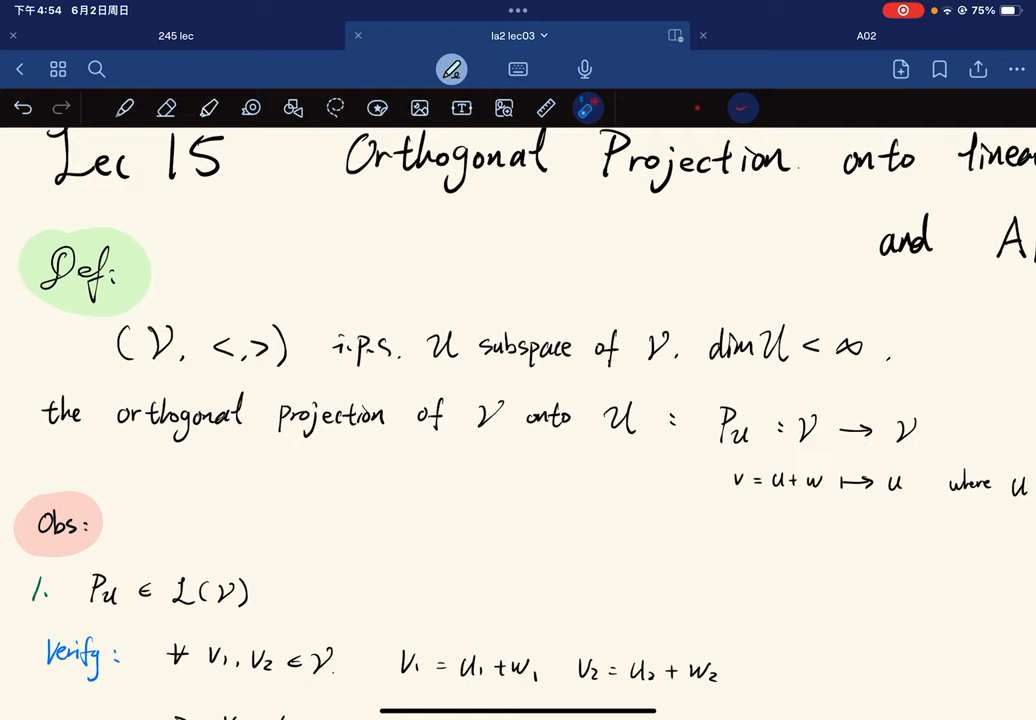 下午4:54 6月2日周日
75%
245 lec
la2 lec03
A02
Lec 15 Orthogonal Projection onto linea
and A
Def:
(V, <,>) i.p.s. U subspace of V. dim U < ∞.
the orthogonal projection of V onto U : P_U : V → V
v = u + w ↦ u where u
Obs:
1. P_U ∈ L(V)
Verify: ∀ v₁, v₂ ∈ V. v₁ = u₁ + w₁ v₂ = u₂ + w₂